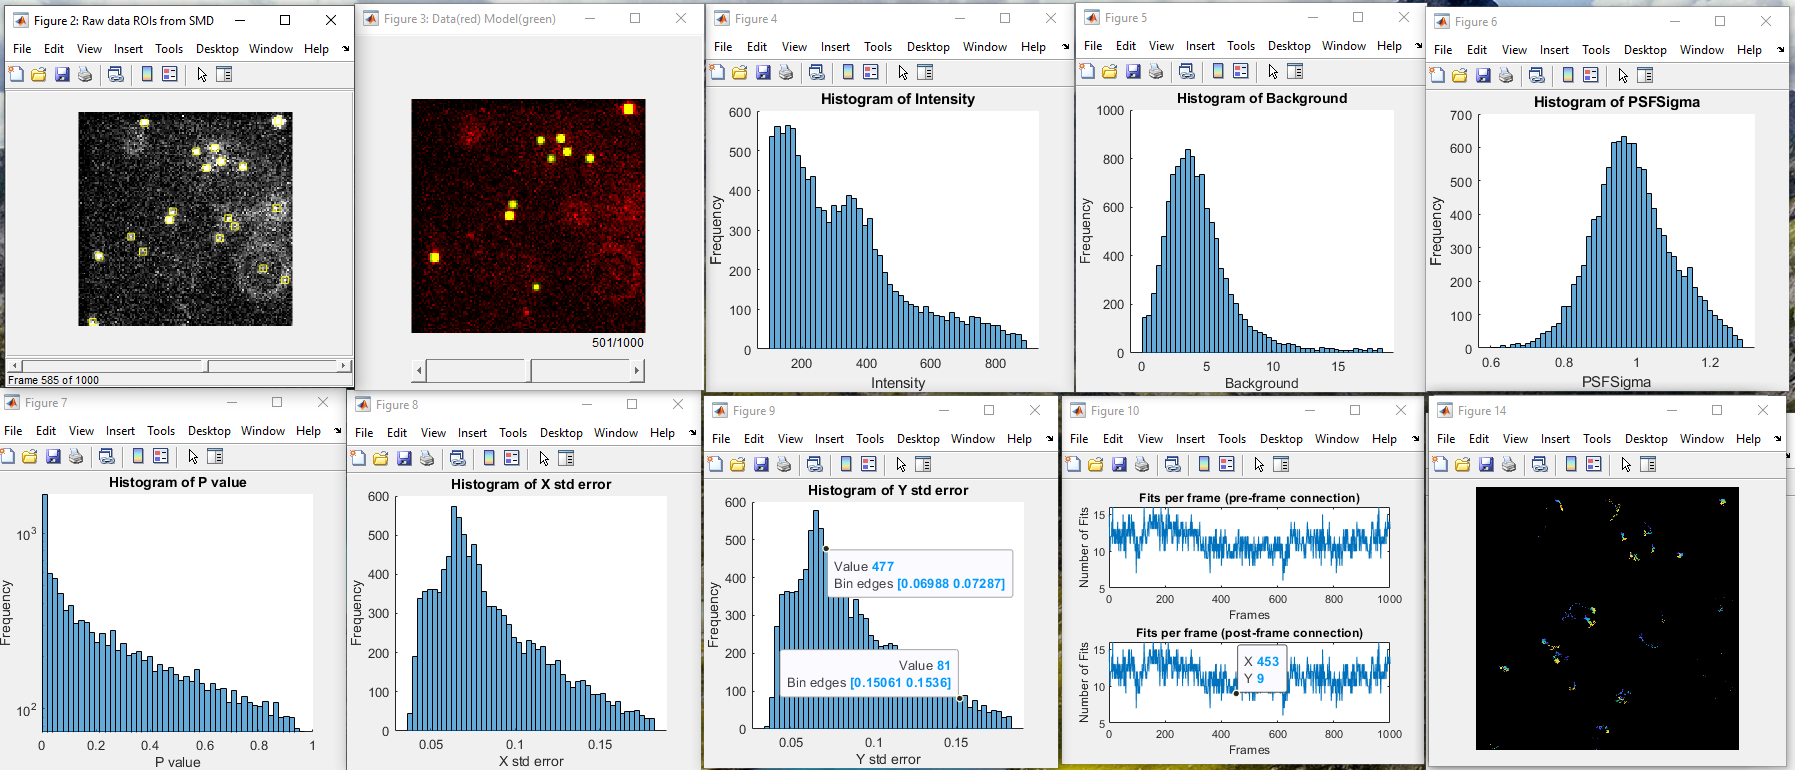 Figure 2: Raw data ROIs from SMD
File Edit View Insert Tools Desktop Window Help
Frame 585 of 1000
Figure 3: Data(red) Model(green)
501/1000
Figure 4
File Edit View Insert Tools Desktop Window Help
Histogram of Intensity
600
500
400
300
200
100
0
Frequency
200 400 600 800
Intensity
Figure 5
File Edit View Insert Tools Desktop Window Help
Histogram of Background
1000
800
600
400
200
0
Frequency
0 5 10 15
Background
Figure 6
File Edit View Insert Tools Desktop Window Help
Histogram of PSFSigma
700
600
500
400
300
200
100
0
Frequency
0.6 0.8 1 1.2
PSFSigma
Figure 7
File Edit View Insert Tools Desktop Window Help
Histogram of P value
10³
10²
Frequency
0 0.2 0.4 0.6 0.8 1
P value
Figure 8
File Edit View Insert Tools Desktop Window Help
Histogram of X std error
600
500
400
300
200
100
0
Frequency
0.05 0.1 0.15
X std error
Figure 9
File Edit View Insert Tools Desktop Window Help
Histogram of Y std error
600
500
400
300
200
100
0
Frequency
Value 477
Bin edges [0.06988 0.07287]
Value 81
Bin edges [0.15061 0.1536]
0.05 0.1 0.15
Y std error
Figure 10
File Edit View Insert Tools Desktop Window Help
Fits per frame (pre-frame connection)
15
10
5
Number of Fits
0 200 400 600 800 1000
Frames
Fits per frame (post-frame connection)
15
10
5
Number of Fits
X 453
Y 9
0 200 400 600 800 1000
Frames
Figure 14
File Edit View Insert Tools Desktop Window Help